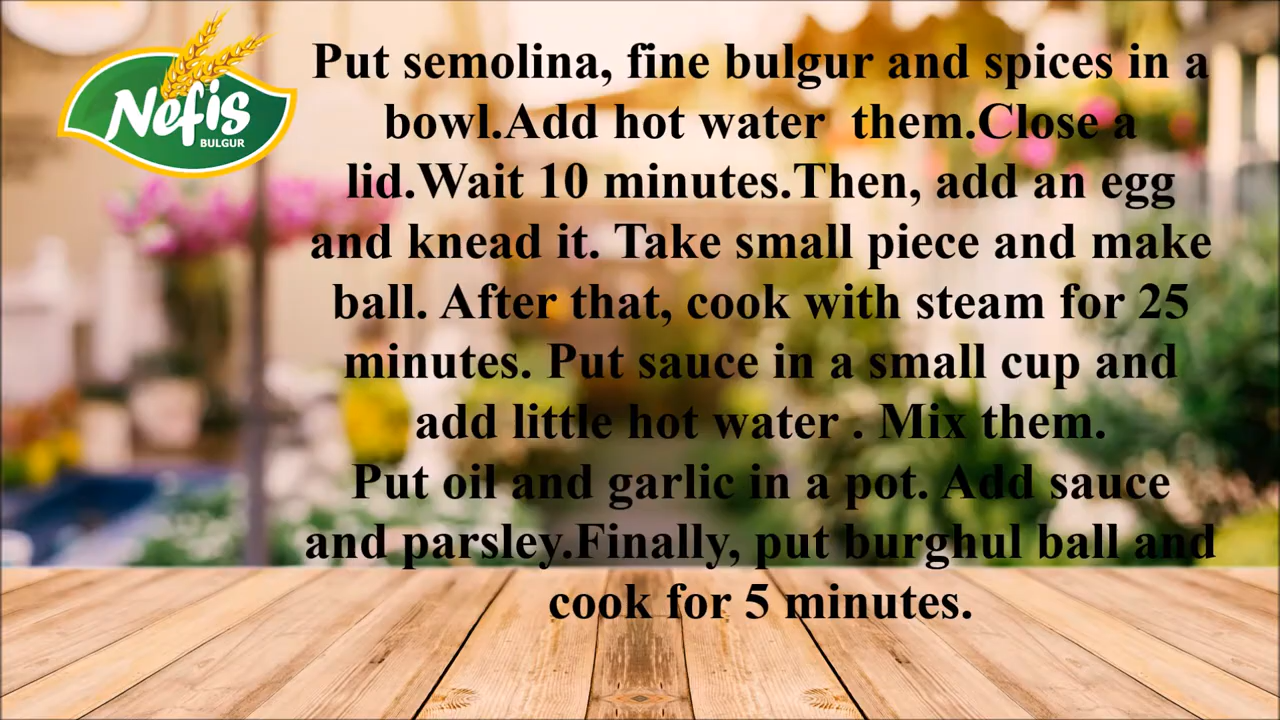 Nefis
BULGUR
Put semolina, fine bulgur and spices in a
bowl.Add hot water  them.Close a
lid.Wait 10 minutes.Then, add an egg
and knead it. Take small piece and make
ball. After that, cook with steam for 25
minutes. Put sauce in a small cup and
add little hot water . Mix them.
Put oil and garlic in a pot. Add sauce
and parsley.Finally, put burghul ball and
cook for 5 minutes.